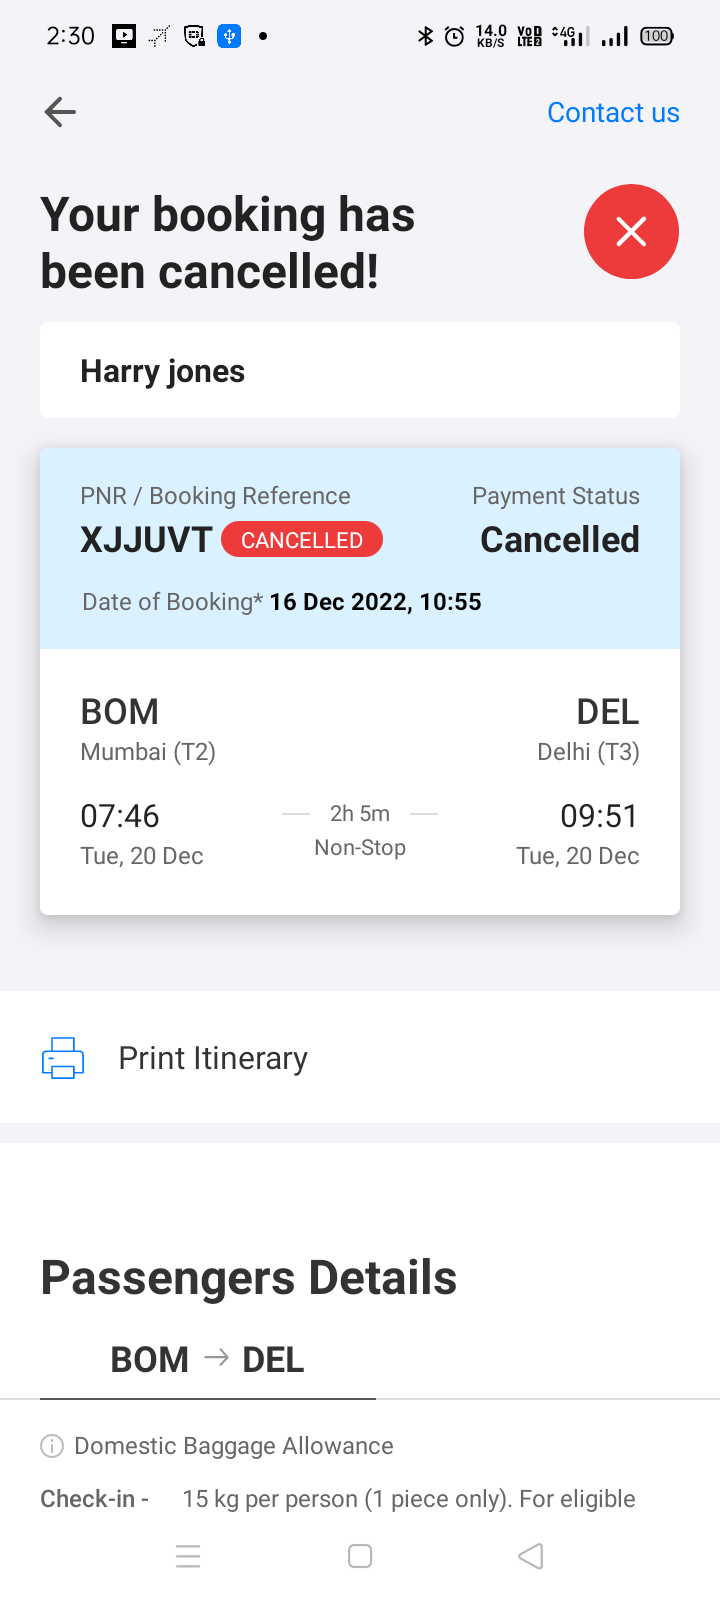 2:30 14.0 KB/S VoD LTE2 4G 100
Contact us
Your booking has
been cancelled!
Harry jones
PNR / Booking Reference Payment Status
XJJUVT CANCELLED Cancelled
Date of Booking* 16 Dec 2022, 10:55
BOM DEL
Mumbai (T2) Delhi (T3)
07:46 2h 5m 09:51
Non-Stop
Tue, 20 Dec Tue, 20 Dec
Print Itinerary
Passengers Details
BOM → DEL
Domestic Baggage Allowance
Check-in - 15 kg per person (1 piece only). For eligible